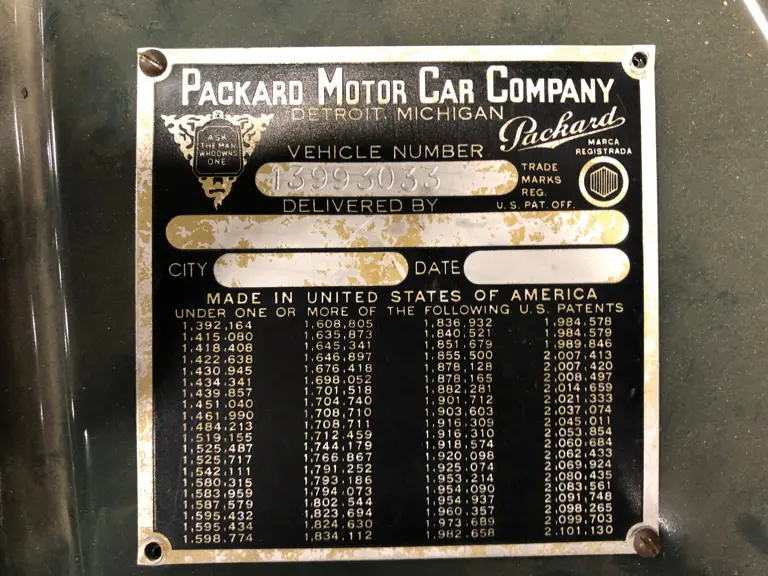 PACKARD MOTOR CAR COMPANY
DETROIT, MICHIGAN
Packard
MARCA
REGISTRADA
ASK
THE MAN
WHO OWNS
ONE
VEHICLE NUMBER
13993033
TRADE
MARKS
REG.
U.S. PAT. OFF.
DELIVERED BY
CITY DATE
MADE IN UNITED STATES OF AMERICA
UNDER ONE OR MORE OF THE FOLLOWING U.S. PATENTS
1,392,164 1,608,805 1,836,932 1,984,578
1,415,080 1,635,873 1,840,521 1,984,579
1,418,408 1,645,341 1,851,679 1,989,846
1,422,638 1,646,897 1,855,500 2,007,413
1,430,945 1,676,418 1,878,128 2,007,420
1,434,341 1,698,052 1,878,165 2,008,497
1,439,857 1,701,518 1,882,281 2,014,659
1,451,040 1,704,740 1,901,712 2,021,333
1,461,990 1,708,710 1,903,603 2,037,074
1,484,213 1,708,711 1,916,309 2,045,011
1,519,155 1,712,459 1,916,310 2,053,854
1,525,487 1,744,179 1,918,574 2,060,684
1,525,717 1,766,867 1,920,098 2,062,433
1,542,111 1,791,252 1,925,074 2,069,924
1,580,315 1,793,186 1,953,214 2,080,435
1,583,959 1,794,073 1,954,090 2,083,561
1,587,579 1,802,544 1,954,937 2,091,748
1,595,432 1,823,694 1,960,357 2,098,265
1,595,434 1,824,630 1,973,689 2,099,703
1,598,774 1,834,112 1,982,658 2,101,130